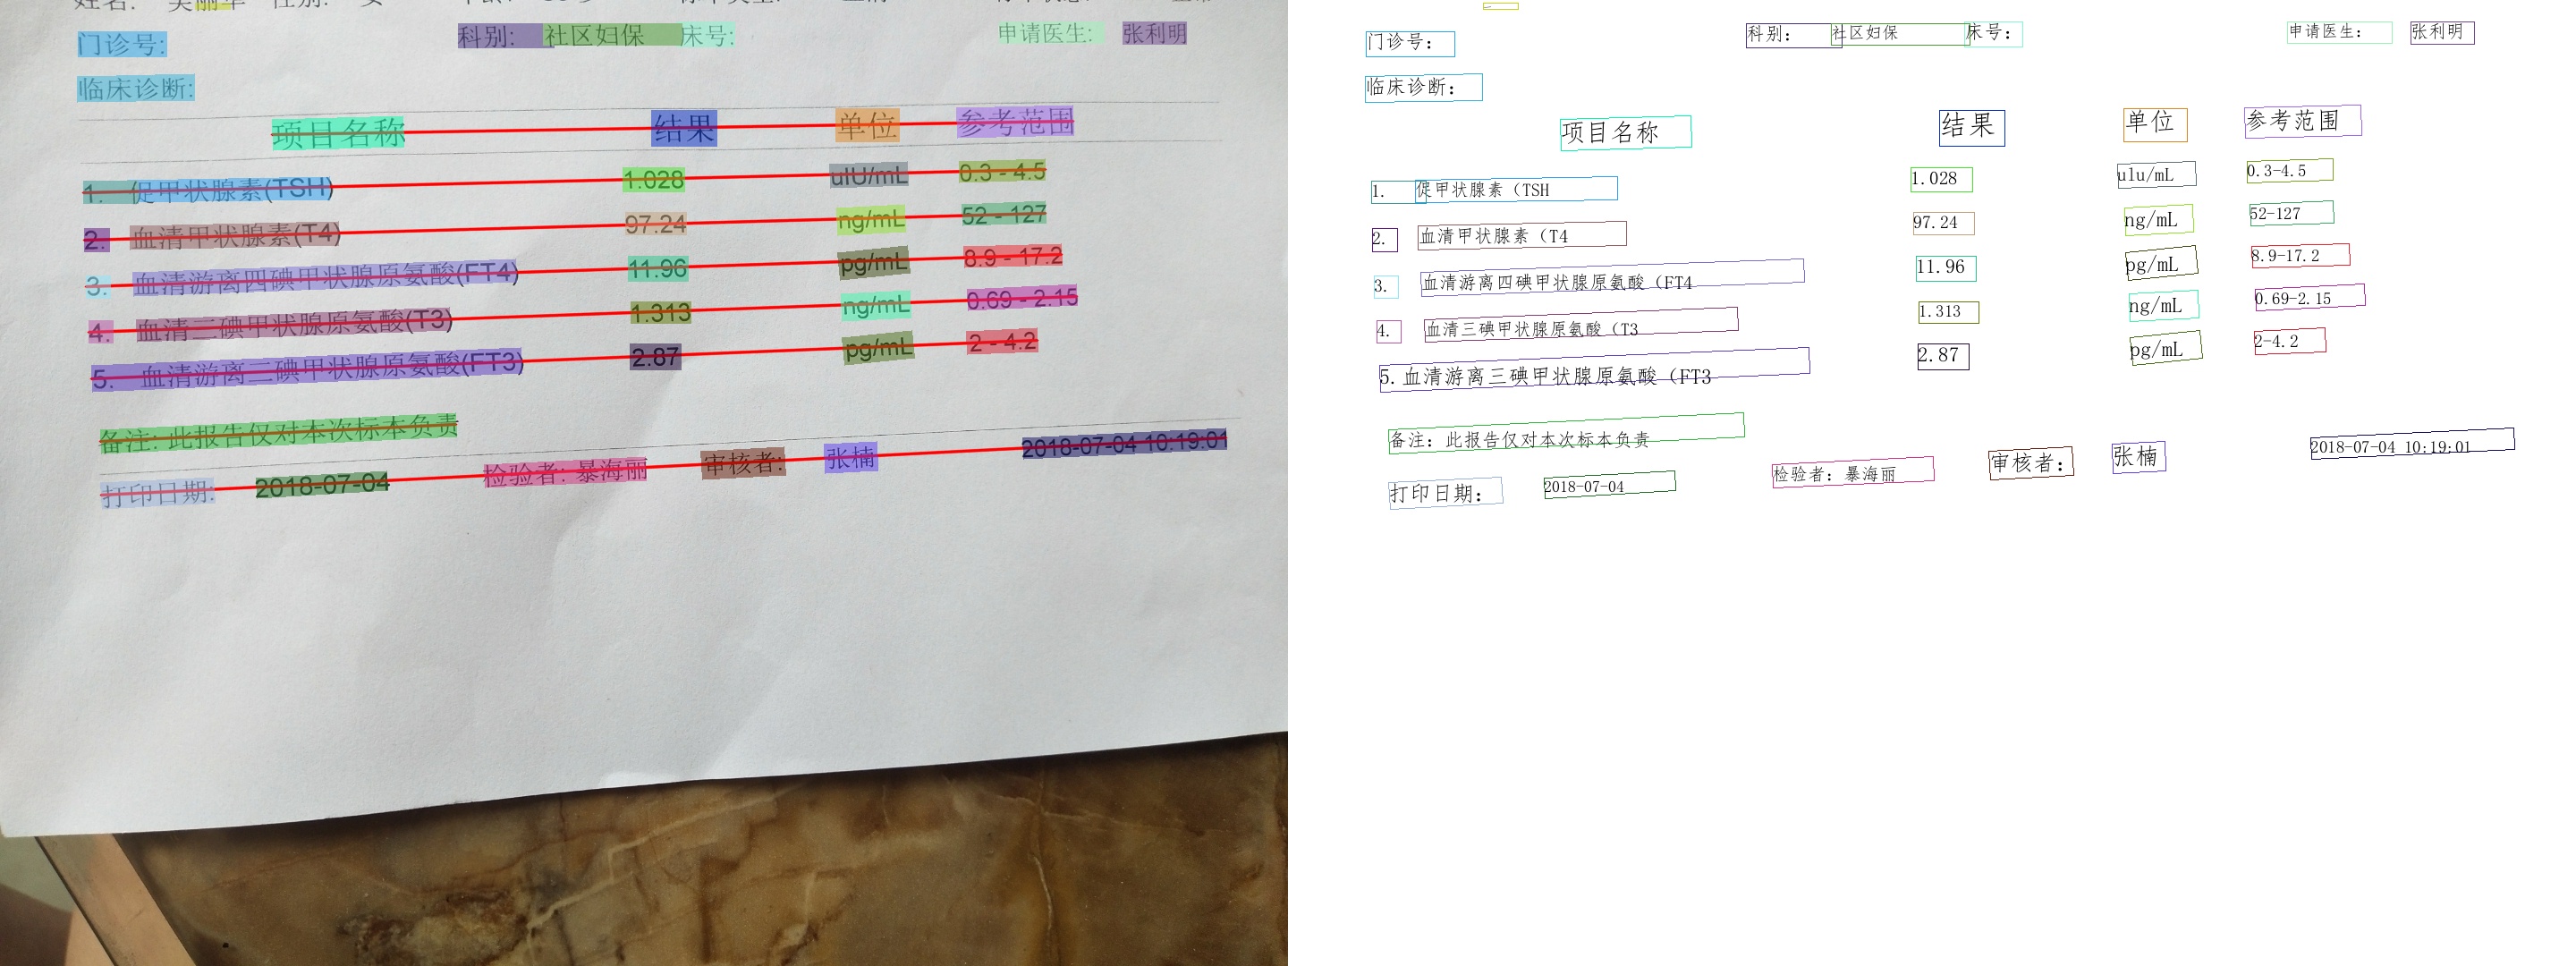 姓名: 性别:
门诊号: 科别: 社区妇保 床号: 申请医生: 张利明
临床诊断:
项目名称 结果 单位 参考范围
1. 促甲状腺素(TSH) 1.028 uIU/mL 0.3 - 4.5
2. 血清甲状腺素(T4) 97.24 ng/mL 52 - 127
3. 血清游离四碘甲状腺原氨酸(FT4) 11.96 pg/mL 8.9 - 17.2
4. 血清三碘甲状腺原氨酸(T3) 1.313 ng/mL 0.69 - 2.15
5. 血清游离三碘甲状腺原氨酸(FT3) 2.87 pg/mL 2 - 4.2
备注: 此报告仅对本次标本负责
打印日期: 2018-07-04 检验者: 暴海丽 审核者: 张楠 2018-07-04 10:19:01
门诊号: 科别: 社区妇保 床号: 申请医生: 张利明
临床诊断:
项目名称 结果 单位 参考范围
1. 促甲状腺素（TSH 1.028 ulu/mL 0.3-4.5
2. 血清甲状腺素（T4 97.24 ng/mL 52-127
3. 血清游离四碘甲状腺原氨酸（FT4 11.96 pg/mL 8.9-17.2
4. 血清三碘甲状腺原氨酸（T3 1.313 ng/mL 0.69-2.15
5. 血清游离三碘甲状腺原氨酸（FT3 2.87 pg/mL 2-4.2
备注: 此报告仅对本次标本负责
打印日期: 2018-07-04 检验者: 暴海丽 审核者: 张楠 2018-07-04 10:19:01